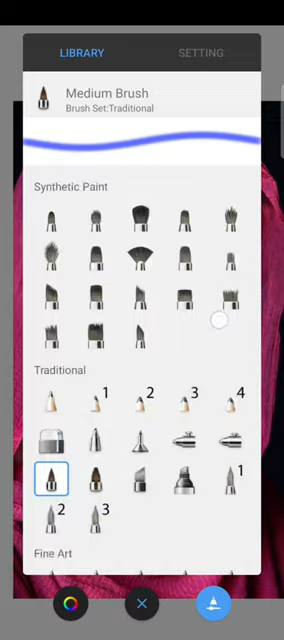 LIBRARY SETTING
Medium Brush
Brush Set:Traditional
Synthetic Paint
Traditional
1 2 3 4
1
2 3
Fine Art